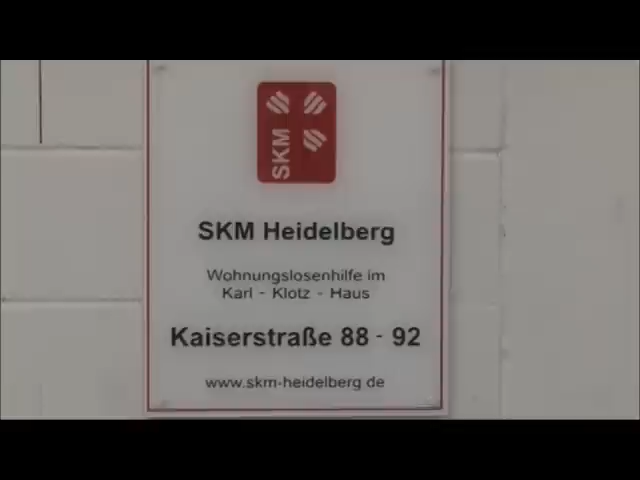 SKM
SKM Heidelberg
Wohnungslosenhilfe im
Karl - Klotz - Haus
Kaiserstraße 88 - 92
www.skm-heidelberg.de